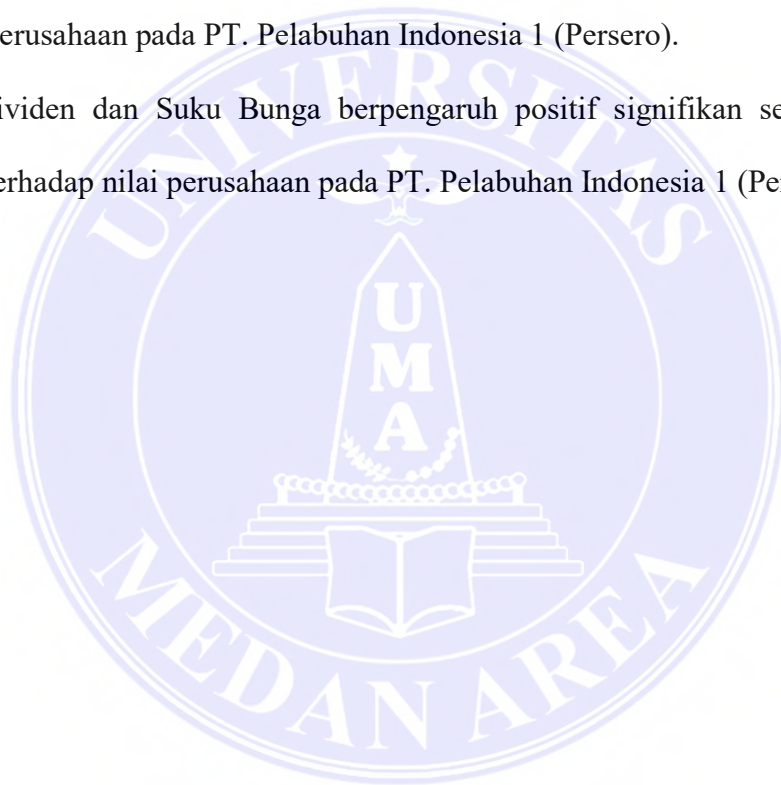 erusahaan pada PT. Pelabuhan Indonesia 1 (Persero).
ividen dan Suku Bunga berpengaruh positif signifikan se
erhadap nilai perusahaan pada PT. Pelabuhan Indonesia 1 (Pe
UNIVERSITAS
UMA
MEDAN AREA